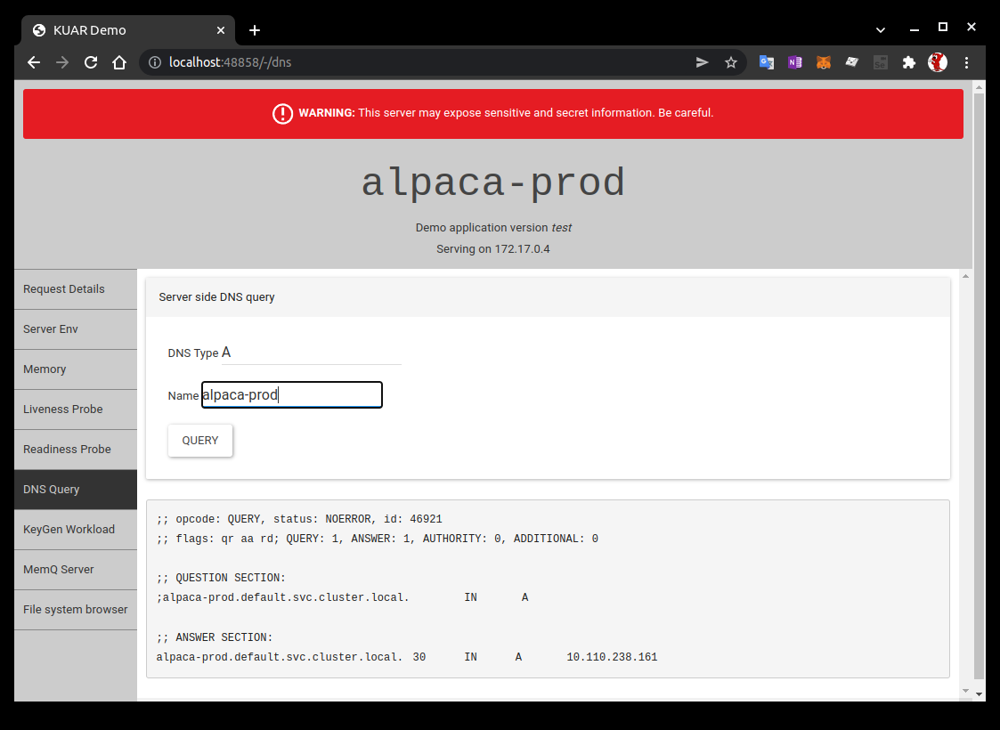 KUAR Demo
localhost:48858/-/dns
WARNING: This server may expose sensitive and secret information. Be careful.
alpaca-prod
Demo application version test
Serving on 172.17.0.4
Request Details
Server Env
Memory
Liveness Probe
Readiness Probe
DNS Query
KeyGen Workload
MemQ Server
File system browser
Server side DNS query
DNS Type A
Name alpaca-prod
QUERY
;; opcode: QUERY, status: NOERROR, id: 46921
;; flags: qr aa rd; QUERY: 1, ANSWER: 1, AUTHORITY: 0, ADDITIONAL: 0
;; QUESTION SECTION:
;alpaca-prod.default.svc.cluster.local. IN A
;; ANSWER SECTION:
alpaca-prod.default.svc.cluster.local. 30 IN A 10.110.238.161